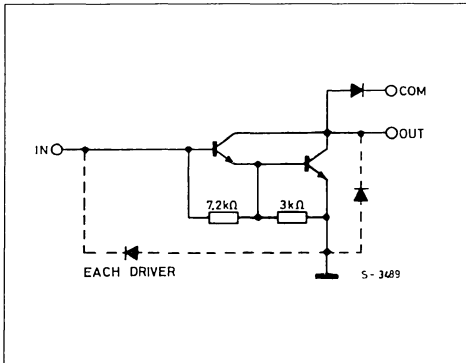 COM
OUT
IN
7.2kΩ 3kΩ
EACH DRIVER
S-3489